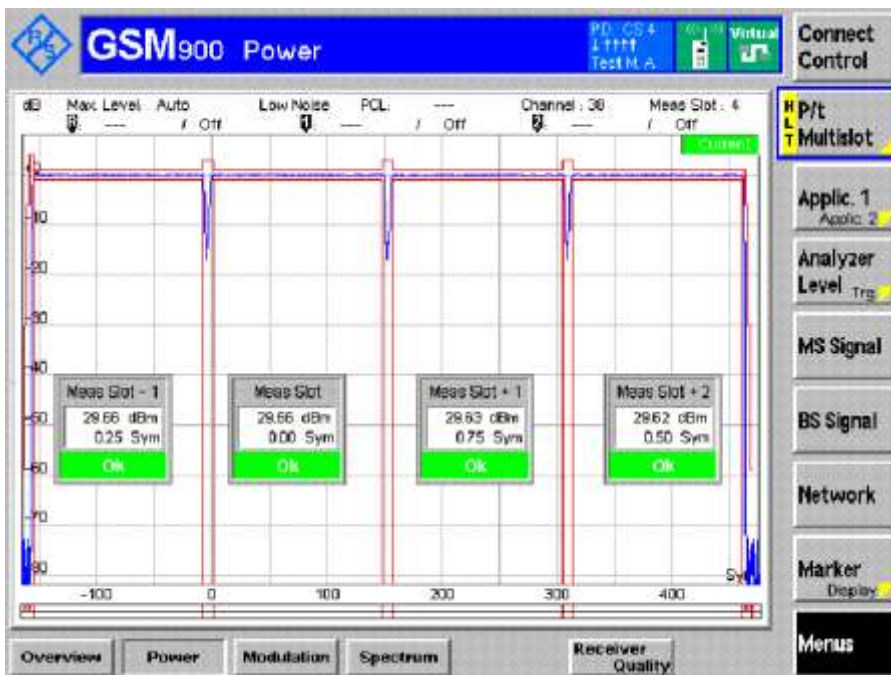 GSM900 Power
PD: CS 4
Test M. A
Virtual
Connect
Control
dB Max. Level: Auto Low Noise PCL: --- Channel: 38 Meas Slot: 4
R: --- / Off 1: --- / Off 2: --- / Off
Current
H
L
T
P/t
Multislot
Applic. 1
Applic. 2
Analyzer
Level Trg.
MS Signal
BS Signal
Network
Marker
Display
Menus
-10
-20
-30
-40
-50
-60
-70
-80
Meas Slot - 1
29.66 dBm
0.25 Sym
Ok
Meas Slot
29.66 dBm
0.00 Sym
Ok
Meas Slot + 1
29.63 dBm
0.75 Sym
Ok
Meas Slot + 2
29.62 dBm
0.50 Sym
Ok
-100 0 100 200 300 400
Overview Power Modulation Spectrum Receiver
Quality